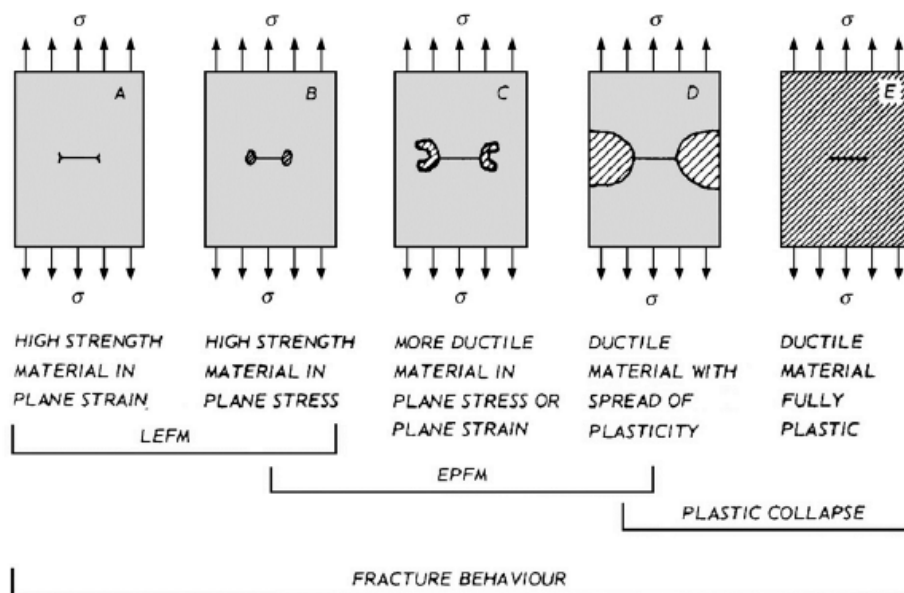 σ σ σ σ σ
A B C D E
σ σ σ σ σ
HIGH STRENGTH
MATERIAL IN
PLANE STRAIN
HIGH STRENGTH
MATERIAL IN
PLANE STRESS
MORE DUCTILE
MATERIAL IN
PLANE STRESS OR
PLANE STRAIN
DUCTILE
MATERIAL WITH
SPREAD OF
PLASTICITY
DUCTILE
MATERIAL
FULLY
PLASTIC
LEFM
EPFM
PLASTIC COLLAPSE
FRACTURE BEHAVIOUR